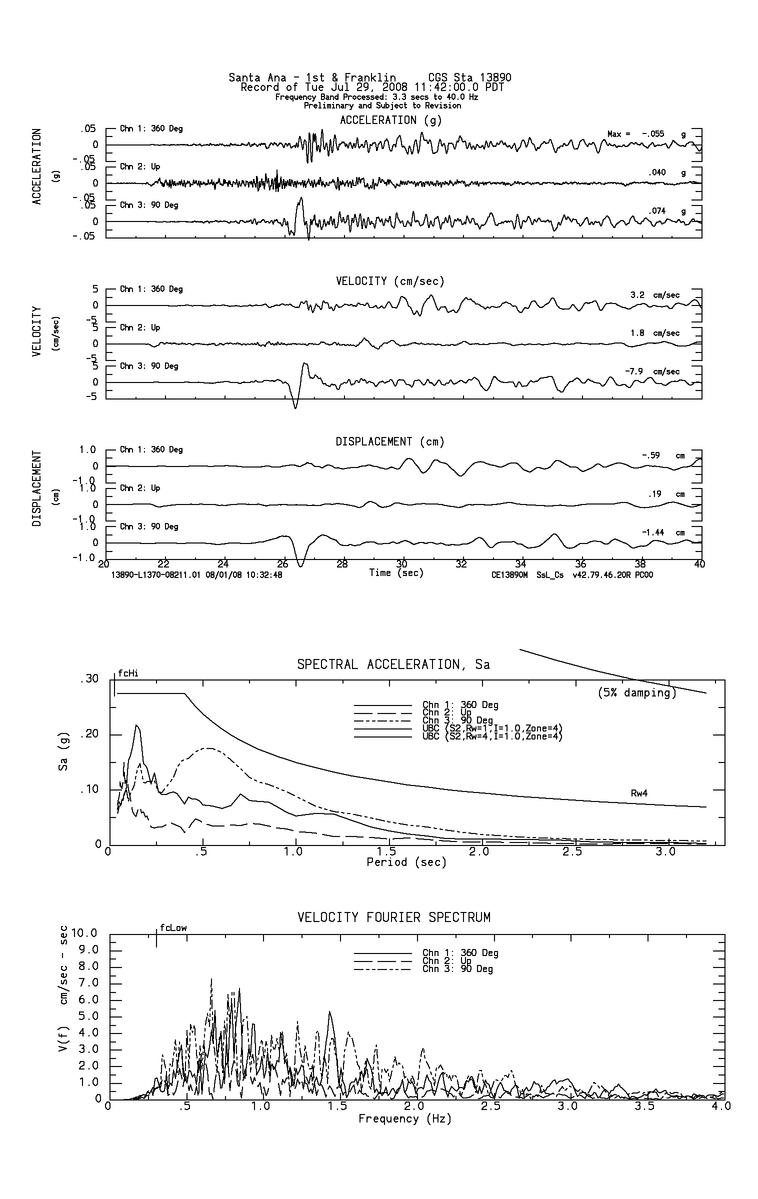 Santa Ana - 1st & Franklin CGS Sta 13890
Record of Tue Jul 29, 2008 11:42:00.0 PDT
Frequency Band Processed: 3.3 secs to 40.0 Hz
Preliminary and Subject to Revision
ACCELERATION (g)
ACCELERATION
(g)
.05
0
-.05
Chn 1: 360 Deg
Max = -.055 g
.05
0
-.05
Chn 2: Up
.040 g
.05
0
-.05
Chn 3: 90 Deg
.074 g
VELOCITY (cm/sec)
VELOCITY
(cm/sec)
5
0
-5
Chn 1: 360 Deg
3.2 cm/sec
5
0
-5
Chn 2: Up
1.8 cm/sec
5
0
-5
Chn 3: 90 Deg
-7.9 cm/sec
DISPLACEMENT (cm)
DISPLACEMENT
(cm)
1.0
0
-1.0
Chn 1: 360 Deg
-.59 cm
1.0
0
-1.0
Chn 2: Up
.19 cm
1.0
0
-1.0
Chn 3: 90 Deg
-1.44 cm
20 22 24 26 28 30 32 34 36 38 40
13890-L1370-08211.01 08/01/08 10:32:48 Time (sec) CE13890M SsL_Cs v42.79.46.20R PC00
SPECTRAL ACCELERATION, Sa
fcHi
(5% damping)
Chn 1: 360 Deg
Chn 2: Up
Chn 3: 90 Deg
UBC (S2,Rw=1,I=1.0,Zone=4)
UBC (S2,Rw=4,I=1.0,Zone=4)
Rw4
Sa (g)
.30
.20
.10
0
0 .5 1.0 1.5 2.0 2.5 3.0
Period (sec)
VELOCITY FOURIER SPECTRUM
fcLow
Chn 1: 360 Deg
Chn 2: Up
Chn 3: 90 Deg
V(f) cm/sec - sec
10.0
9.0
8.0
7.0
6.0
5.0
4.0
3.0
2.0
1.0
0
0 .5 1.0 1.5 2.0 2.5 3.0 3.5 4.0
Frequency (Hz)